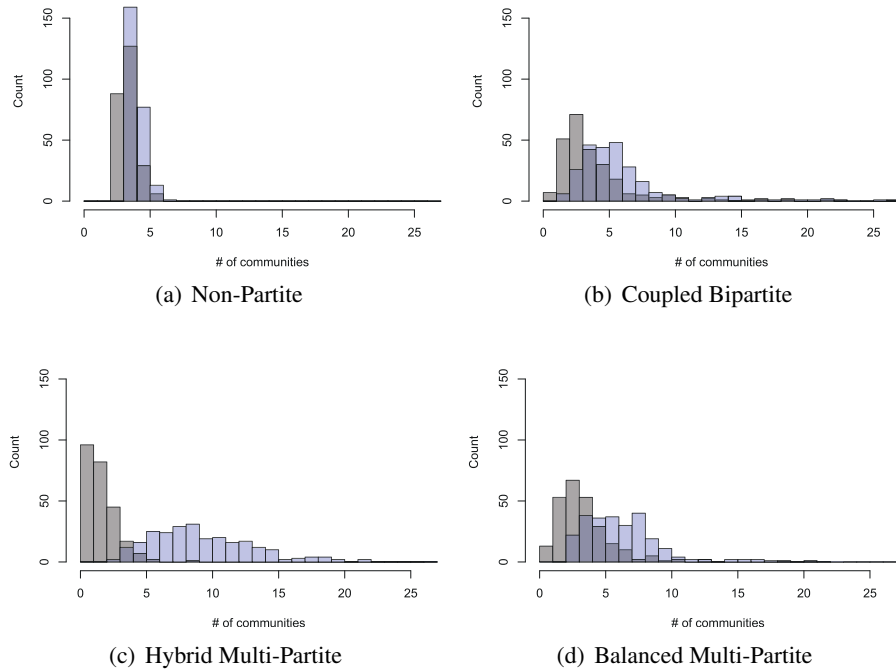 150
100
50
0
Count
0 5 10 15 20 25
# of communities
(a) Non-Partite
150
100
50
0
Count
0 5 10 15 20 25
# of communities
(b) Coupled Bipartite
150
100
50
0
Count
0 5 10 15 20 25
# of communities
(c) Hybrid Multi-Partite
150
100
50
0
Count
0 5 10 15 20 25
# of communities
(d) Balanced Multi-Partite